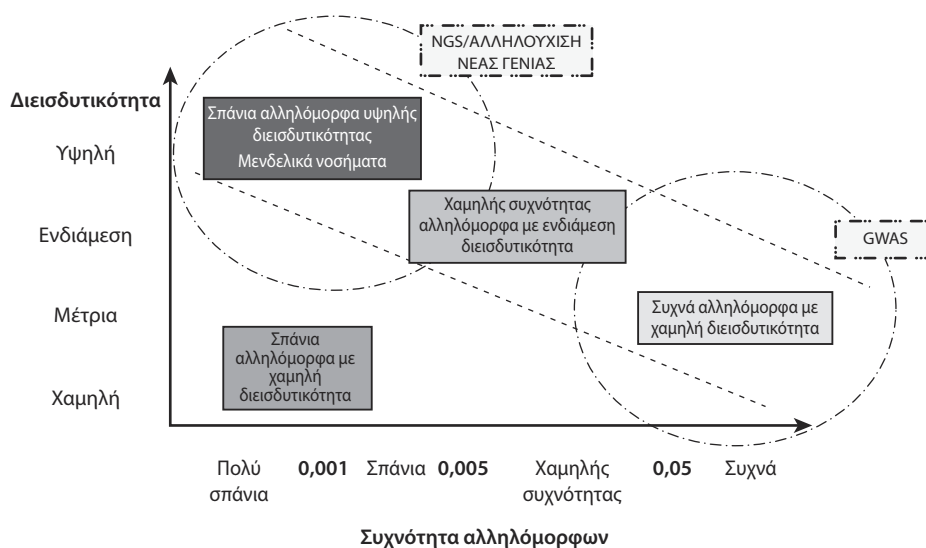 NGS/ΑΛΛΗΛΟΥΧΙΣΗ
ΝΕΑΣ ΓΕΝΙΑΣ
Διεισδυτικότητα
Υψηλή
Ενδιάμεση
Μέτρια
Χαμηλή
Σπάνια αλληλόμορφα υψηλής
διεισδυτικότητας
Μενδελικά νοσήματα
Χαμηλής συχνότητας
αλληλόμορφα με ενδιάμεση
διεισδυτικότητα
GWAS
Συχνά αλληλόμορφα με
χαμηλή διεισδυτικότητα
Σπάνια
αλληλόμορφα με
χαμηλή
διεισδυτικότητα
Πολύ
σπάνια
0,001
Σπάνια
0,005
Χαμηλής
συχνότητας
0,05
Συχνά
Συχνότητα αλληλόμορφων